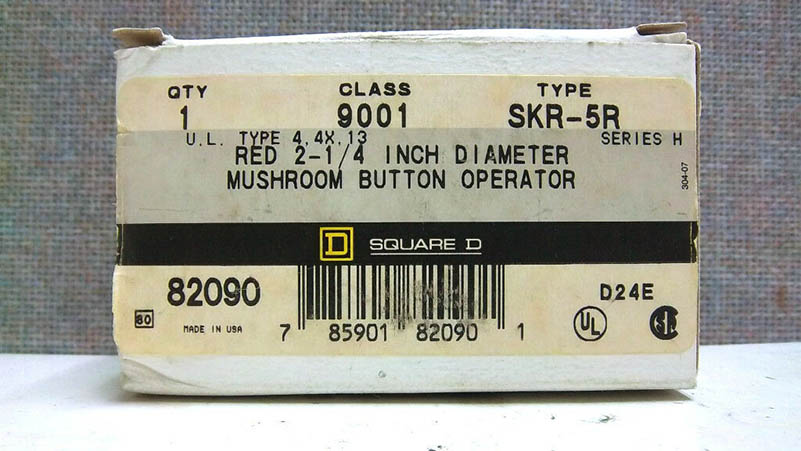 QTY CLASS TYPE
1 9001 SKR-5R
U.L. TYPE 4,4X,13 SERIES H
RED 2-1/4 INCH DIAMETER
MUSHROOM BUTTON OPERATOR
304-07
D SQUARE D
82090 D24E
80 MADE IN USA 7 85901 82090 1 UL SA